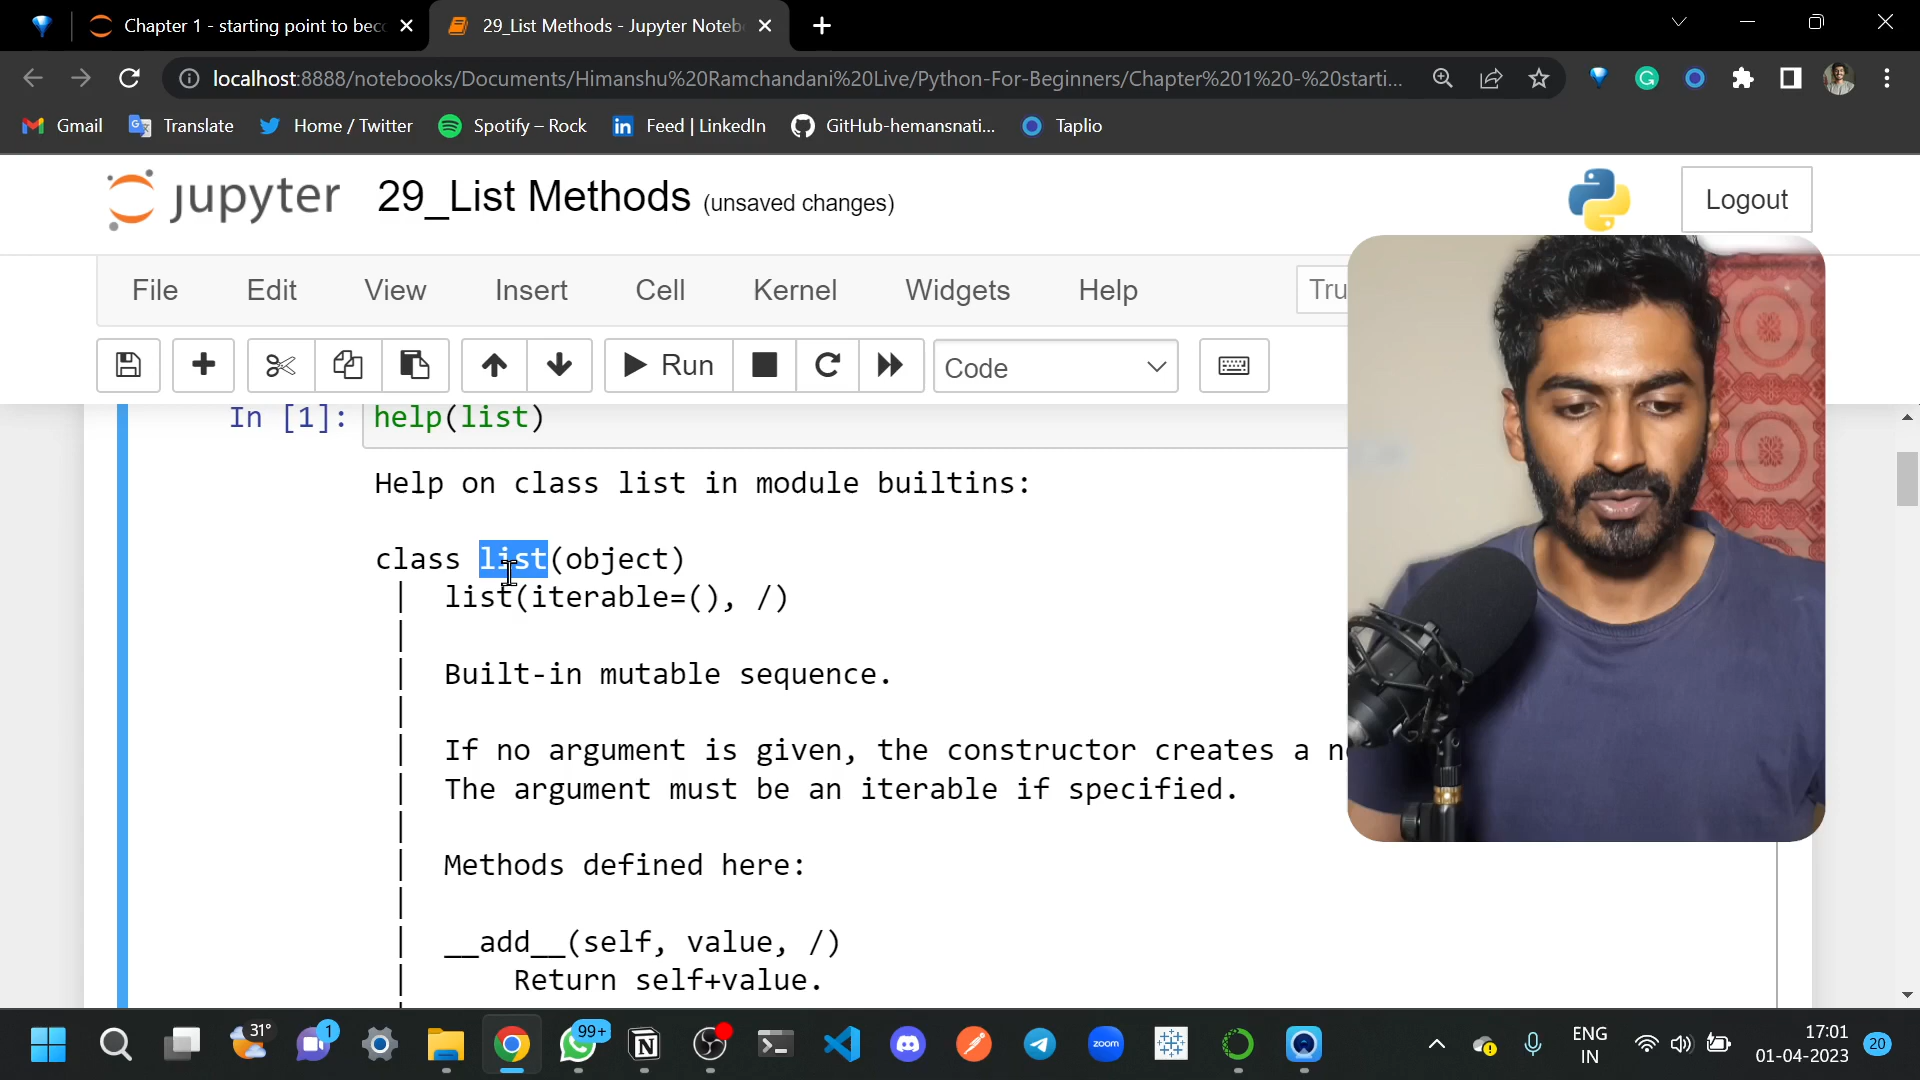 Chapter 1 - starting point to bec
29_List Methods - Jupyter Noteb
localhost:8888/notebooks/Documents/Himanshu%20Ramchandani%20Live/Python-For-Beginners/Chapter%201%20-%20starti...
Gmail
Translate
Home / Twitter
Spotify – Rock
Feed | LinkedIn
GitHub-hemansnati...
Taplio
jupyter 29_List Methods (unsaved changes)
Logout
File Edit View Insert Cell Kernel Widgets Help Tru
Run
Code
In [1]: help(list)
Help on class list in module builtins:
class list(object)
| list(iterable=(), /)
|
| Built-in mutable sequence.
|
| If no argument is given, the constructor creates a n
| The argument must be an iterable if specified.
|
| Methods defined here:
|
| __add__(self, value, /)
| Return self+value.
31°
1
99+
zoom
ENG
IN
17:01
01-04-2023
20